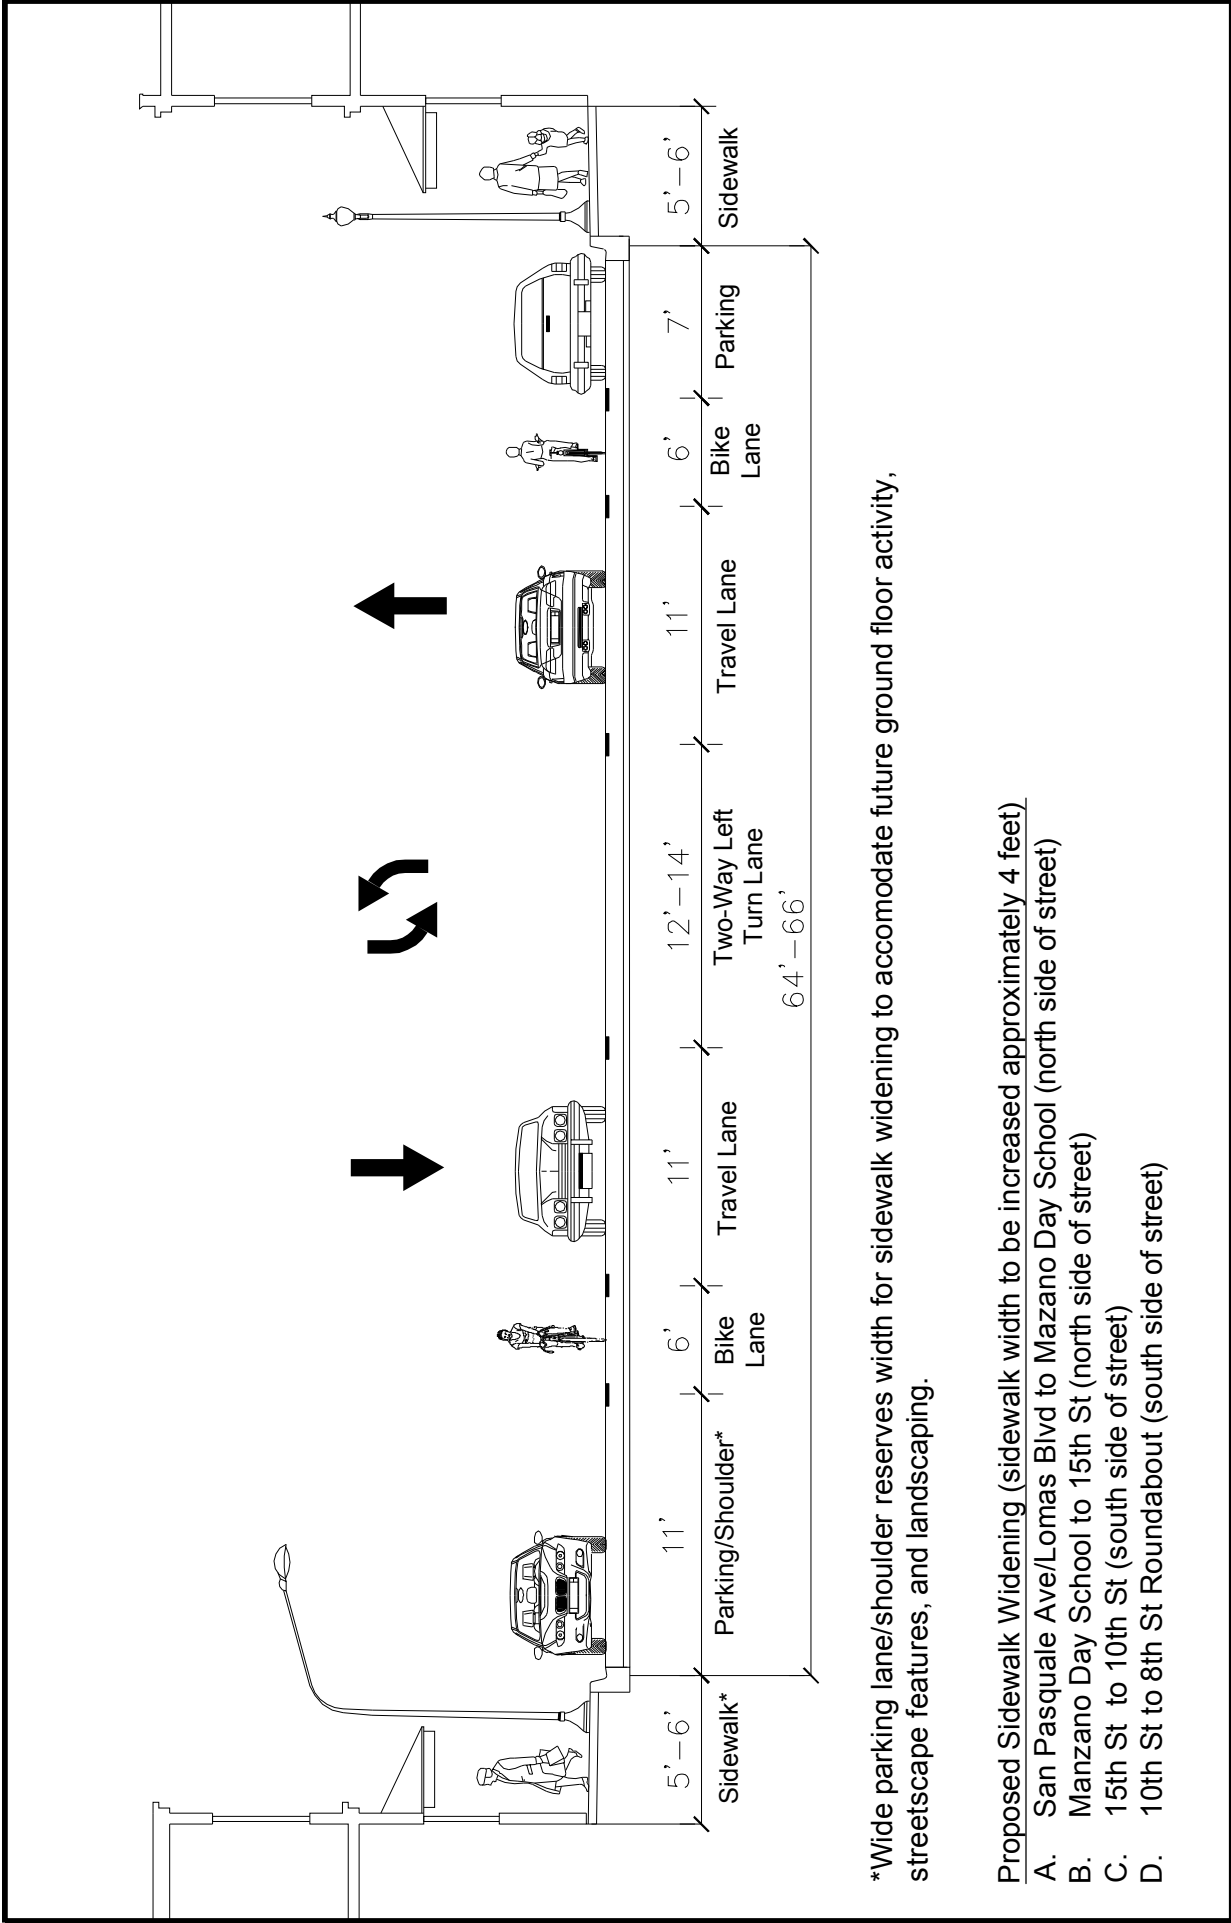 5'-6'
11'
6'
11'
12'-14'
11'
6'
7'
5'-6'
Sidewalk*
Parking/Shoulder*
Bike
Lane
Travel Lane
Two-Way Left
Turn Lane
Travel Lane
Bike
Lane
Parking
Sidewalk
64'-66'
*Wide parking lane/shoulder reserves width for sidewalk widening to accomodate future ground floor activity,
streetscape features, and landscaping.
Proposed Sidewalk Widening (sidewalk width to be increased approximately 4 feet)
A. San Pasquale Ave/Lomas Blvd to Mazano Day School (north side of street)
B. Manzano Day School to 15th St (north side of street)
C. 15th St to 10th St (south side of street)
D. 10th St to 8th St Roundabout (south side of street)